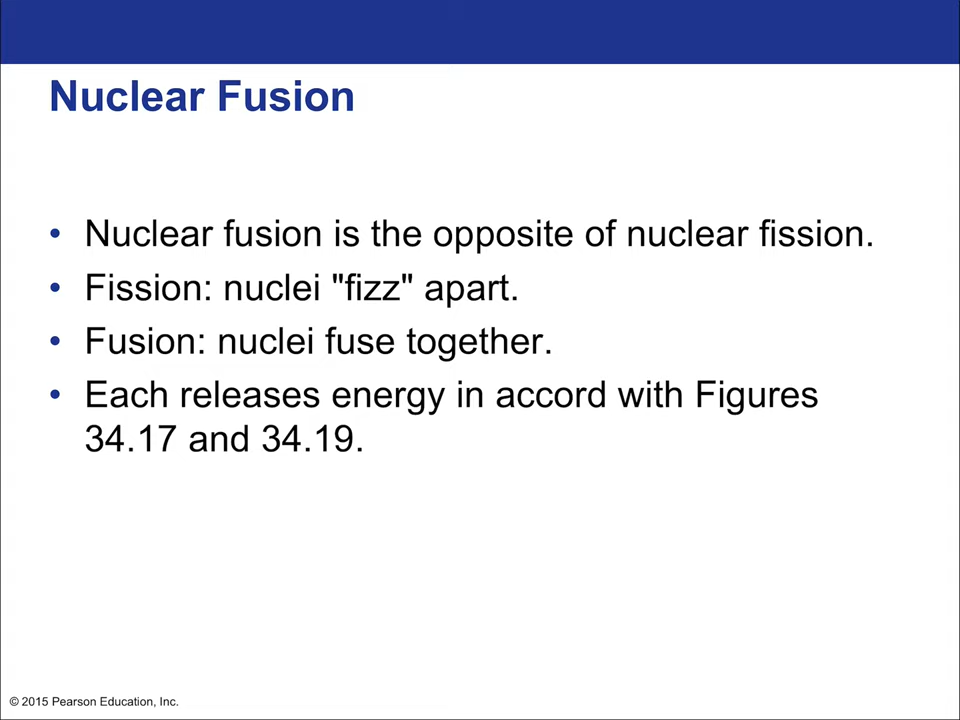 Nuclear Fusion
• Nuclear fusion is the opposite of nuclear fission.
• Fission: nuclei "fizz" apart.
• Fusion: nuclei fuse together.
• Each releases energy in accord with Figures
34.17 and 34.19.
© 2015 Pearson Education, Inc.